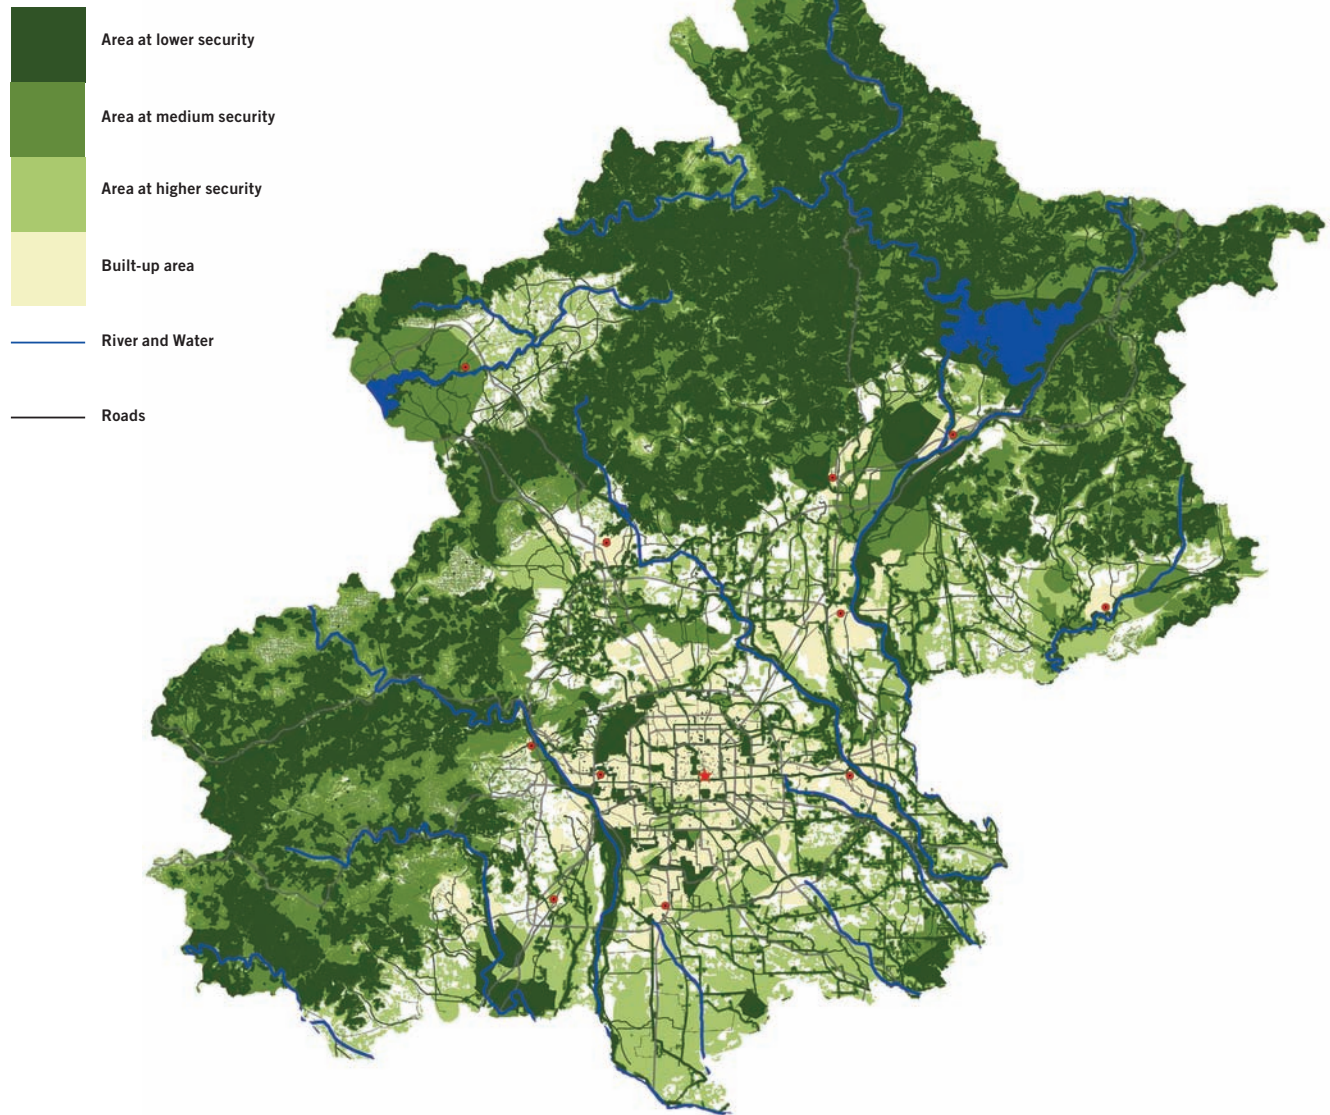 Area at lower security
Area at medium security
Area at higher security
Built-up area
River and Water
Roads